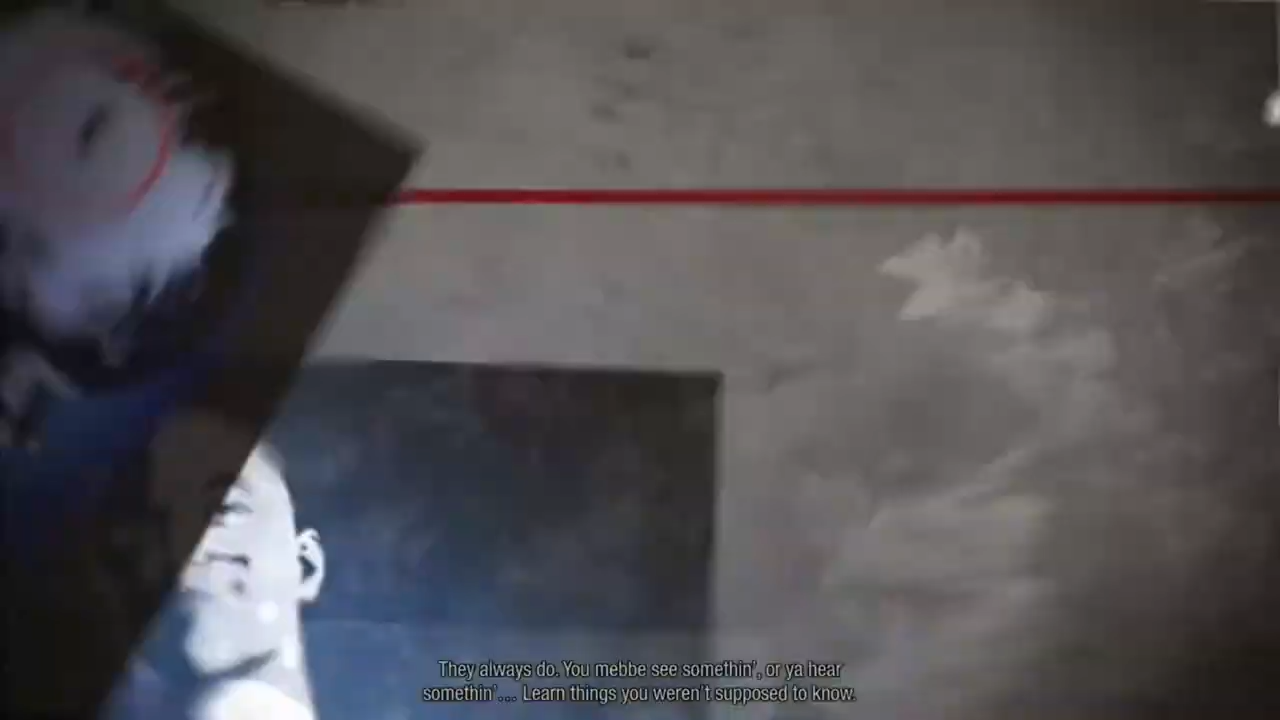 They always do. You mebbe see somethin', or ya hear
somethin'... Learn things you weren't supposed to know.